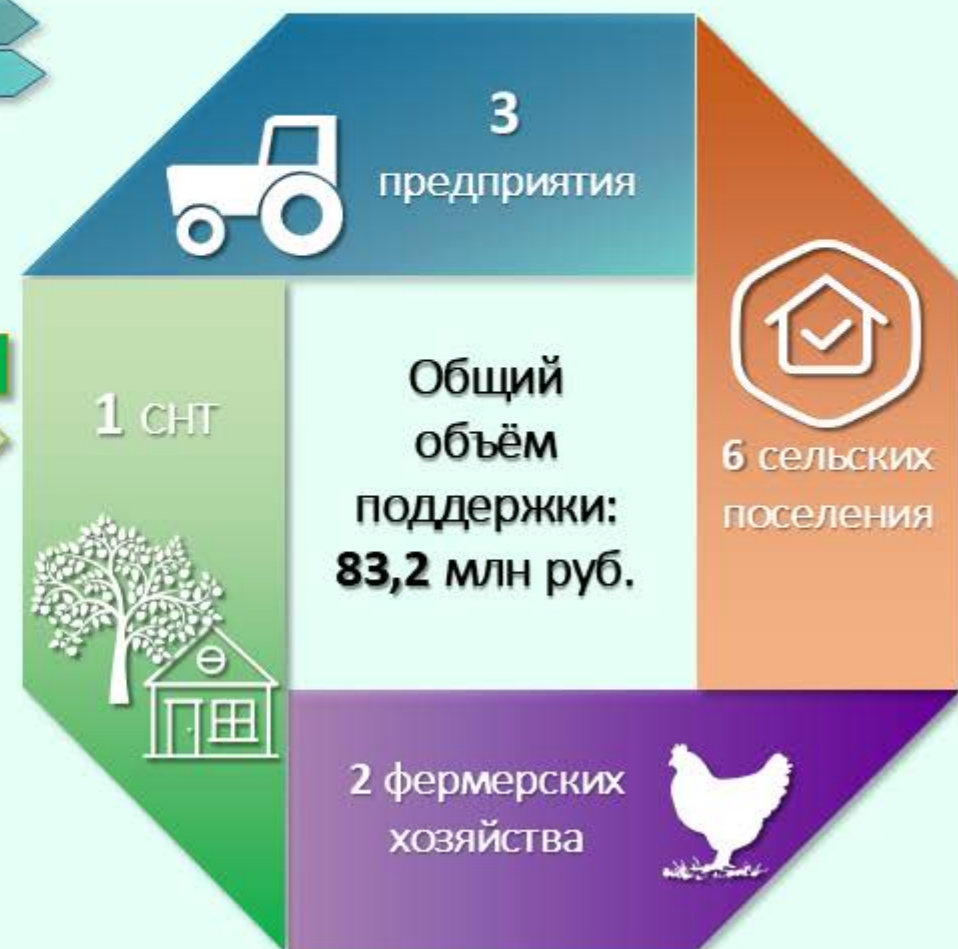 3
предприятия
1 СНТ
Общий
объём
поддержки:
83,2 млн руб.
6 сельских
поселения
2 фермерских
хозяйства